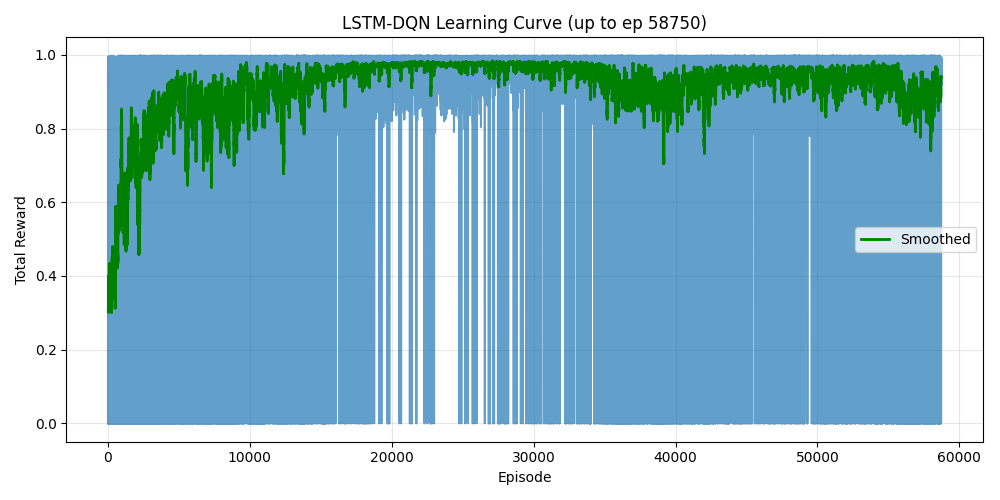 LSTM-DQN Learning Curve (up to ep 58750)
1.0
0.8
0.6
0.4
0.2
0.0
Total Reward
Smoothed
0 10000 20000 30000 40000 50000 60000
Episode